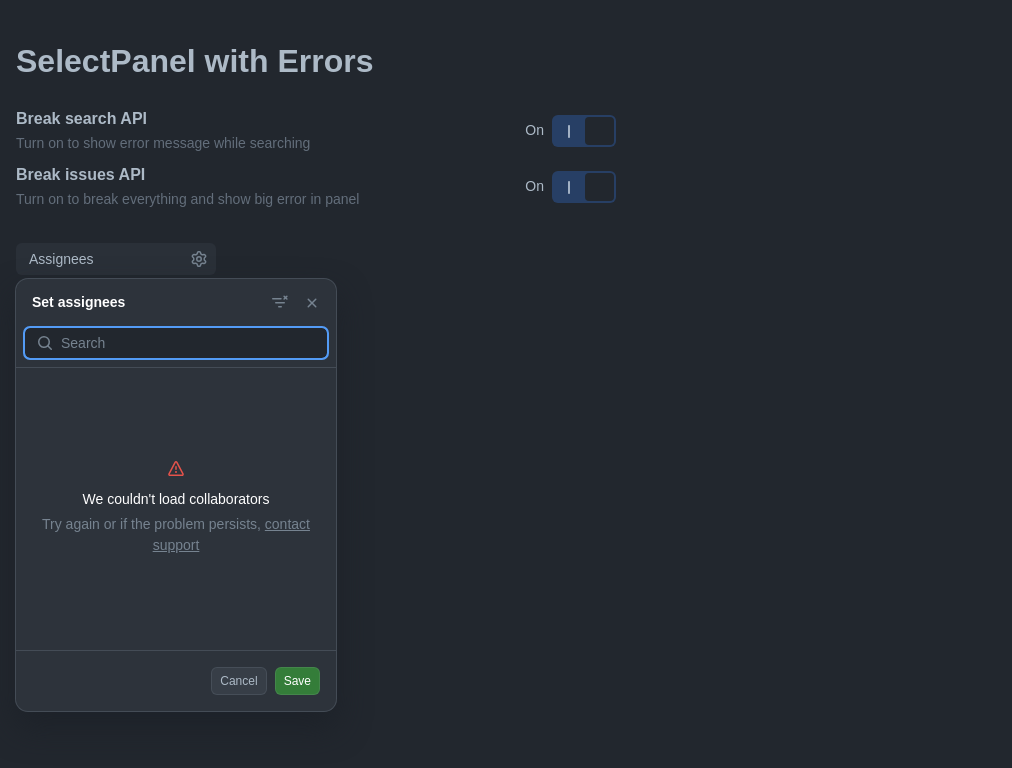 SelectPanel with Errors
Break search API
Turn on to show error message while searching
On
Break issues API
Turn on to break everything and show big error in panel
On
Assignees
Set assignees
Search
We couldn't load collaborators
Try again or if the problem persists, contact
support
Cancel
Save